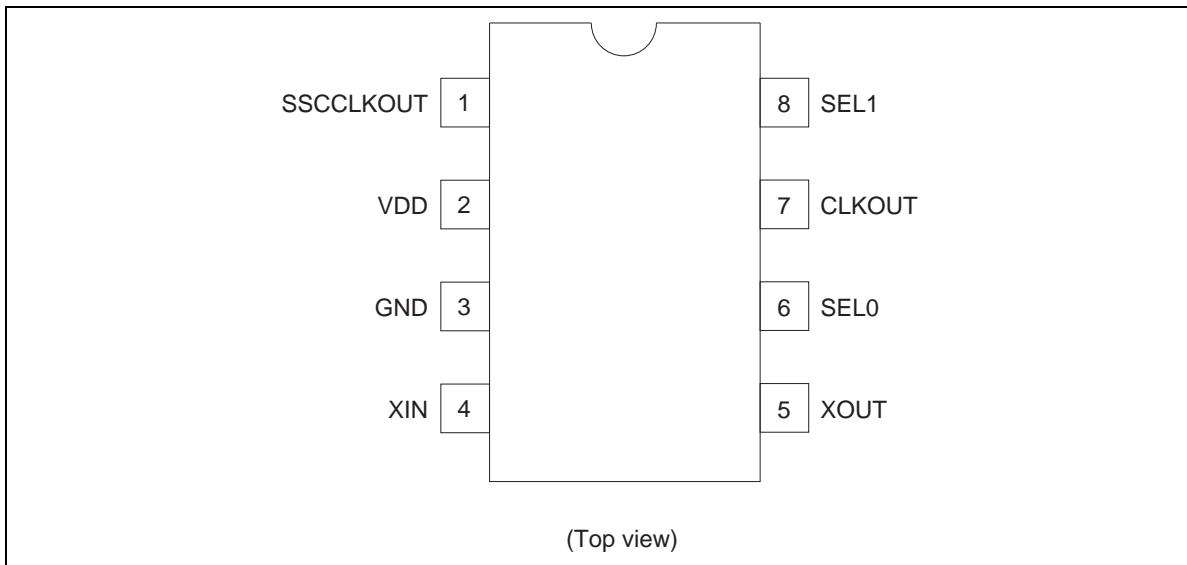 SSCCLKOUT 1 8 SEL1
VDD 2 7 CLKOUT
GND 3 6 SEL0
XIN 4 5 XOUT
(Top view)